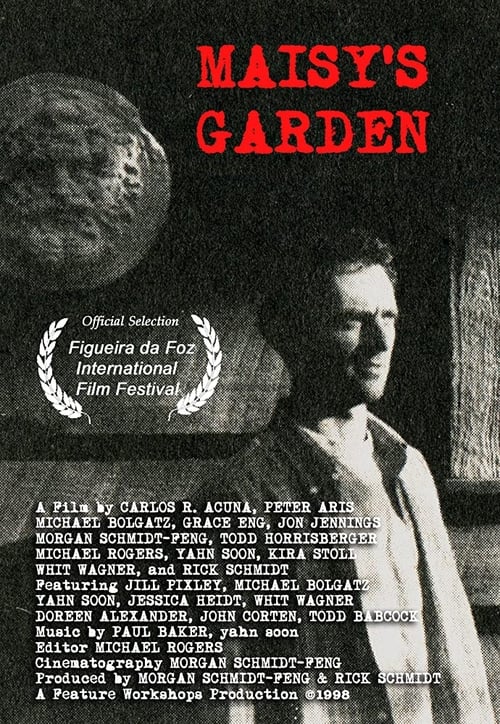 MAISY'S
GARDEN
Official Selection
Figueira da Foz
International
Film Festival
A Film by CARLOS R. ACUNA, PETER ARIS
MICHAEL BOLGATZ, GRACE ENG, JON JENNINGS
MORGAN SCHMIDT-FENG, TODD HORRISBERGER
MICHAEL ROGERS, YAHN SOON, KIRA STOLL
WHIT WAGNER, and RICK SCHMIDT
Featuring JILL PIXLEY, MICHAEL BOLGATZ
YAHN SOON, JESSICA HEIDT, WHIT WAGNER
DOREEN ALEXANDER, JOHN CORTEN, TODD BABCOCK
Music by PAUL BAKER, yahn soon
Editor MICHAEL ROGERS
Cinematography MORGAN SCHMIDT-FENG
Produced by MORGAN SCHMIDT-FENG & RICK SCHMIDT
A Feature Workshops Production ©1998